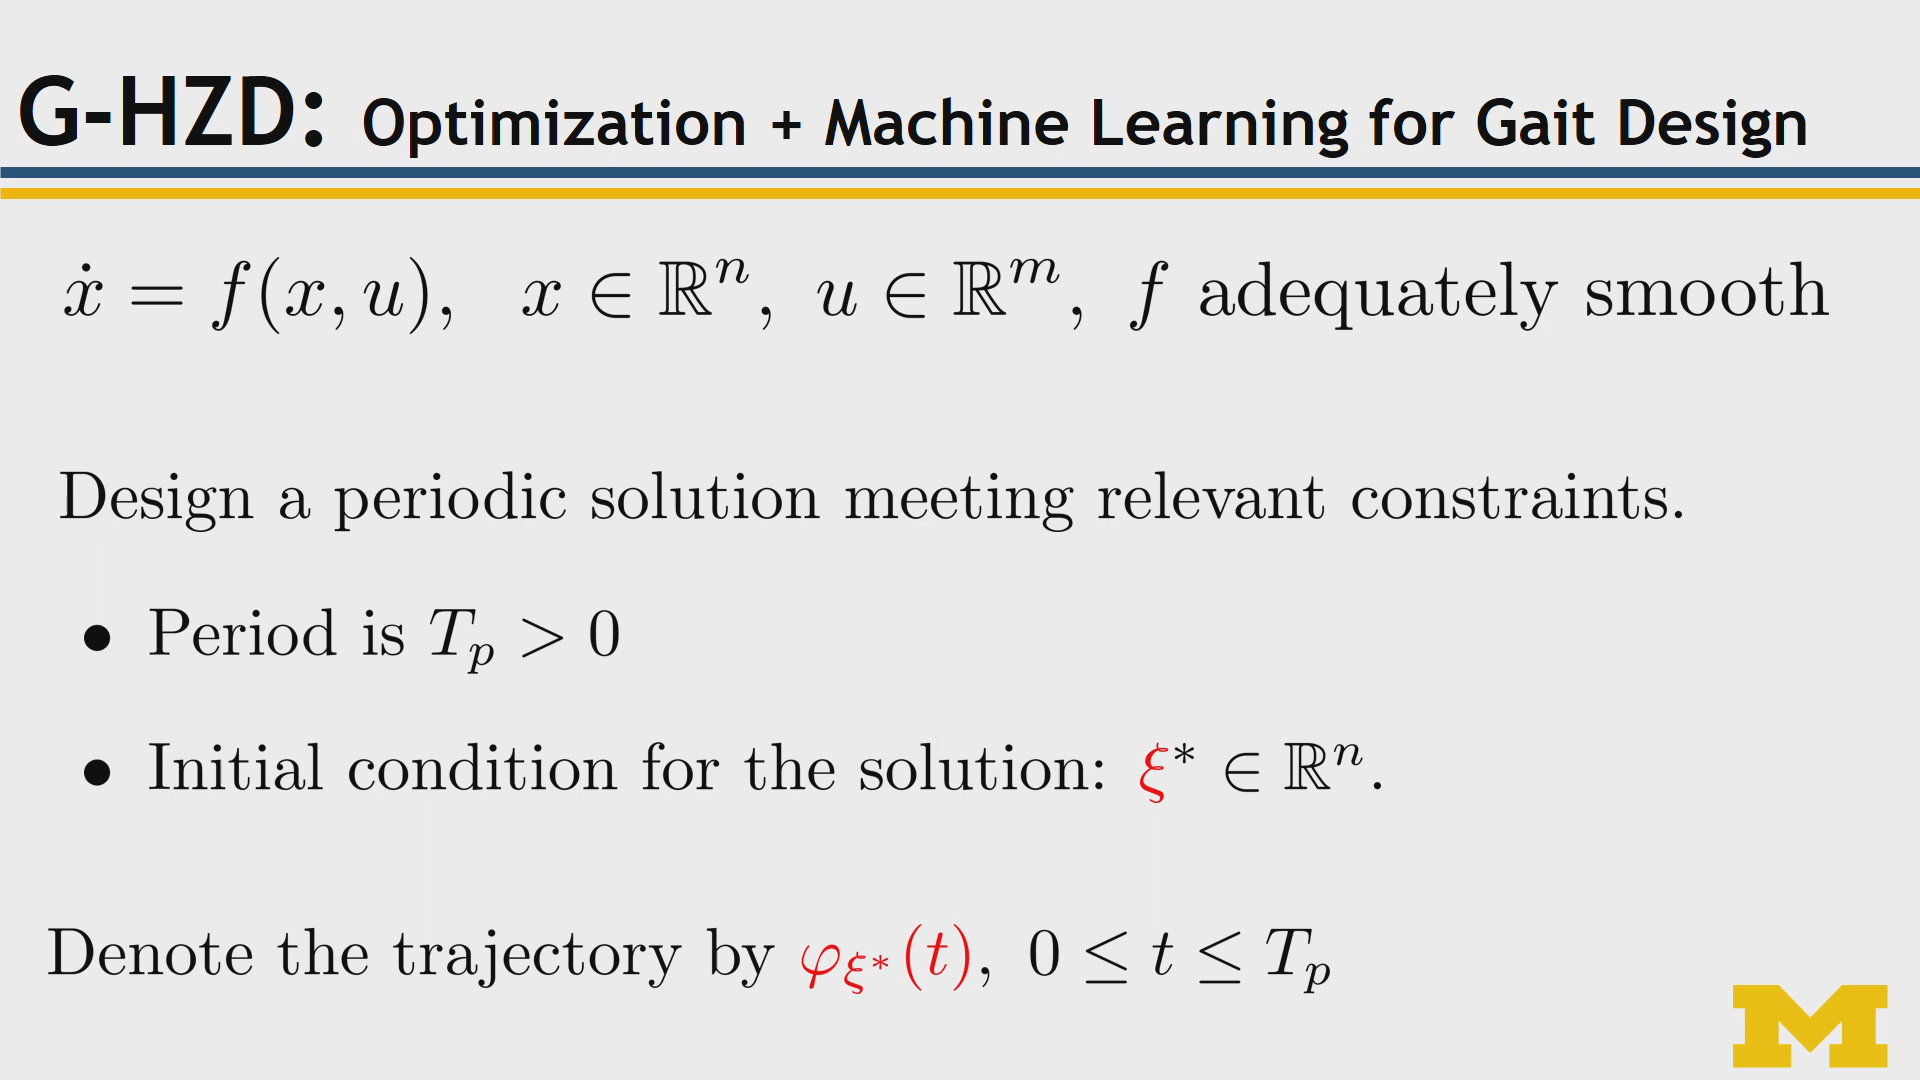 G-HZD: Optimization + Machine Learning for Gait Design
ẋ = f(x, u), x ∈ ℝⁿ, u ∈ ℝᵐ, f adequately smooth
Design a periodic solution meeting relevant constraints.
• Period is Tₚ > 0
• Initial condition for the solution: ξ* ∈ ℝⁿ.
Denote the trajectory by φ_ξ*(t), 0 ≤ t ≤ Tₚ
M